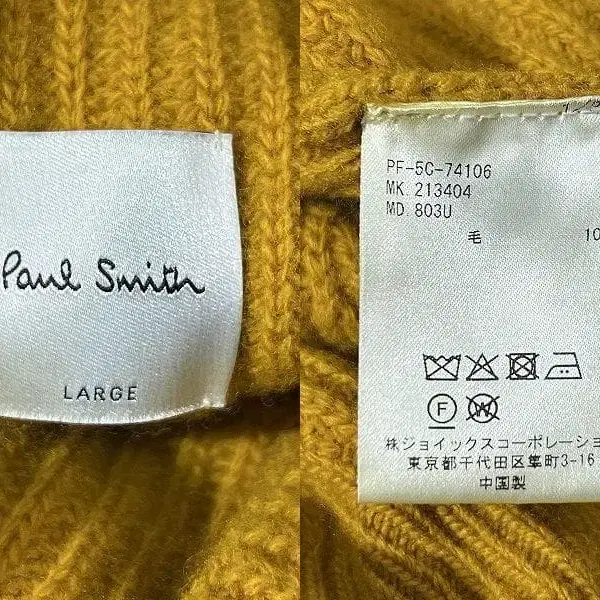 Paul Smith
LARGE
PF-5C-74106
MK. 213404
MD. 803U
毛 10
株ジョイックスコーポレーショ
東京都千代田区隼町3-16
中国製